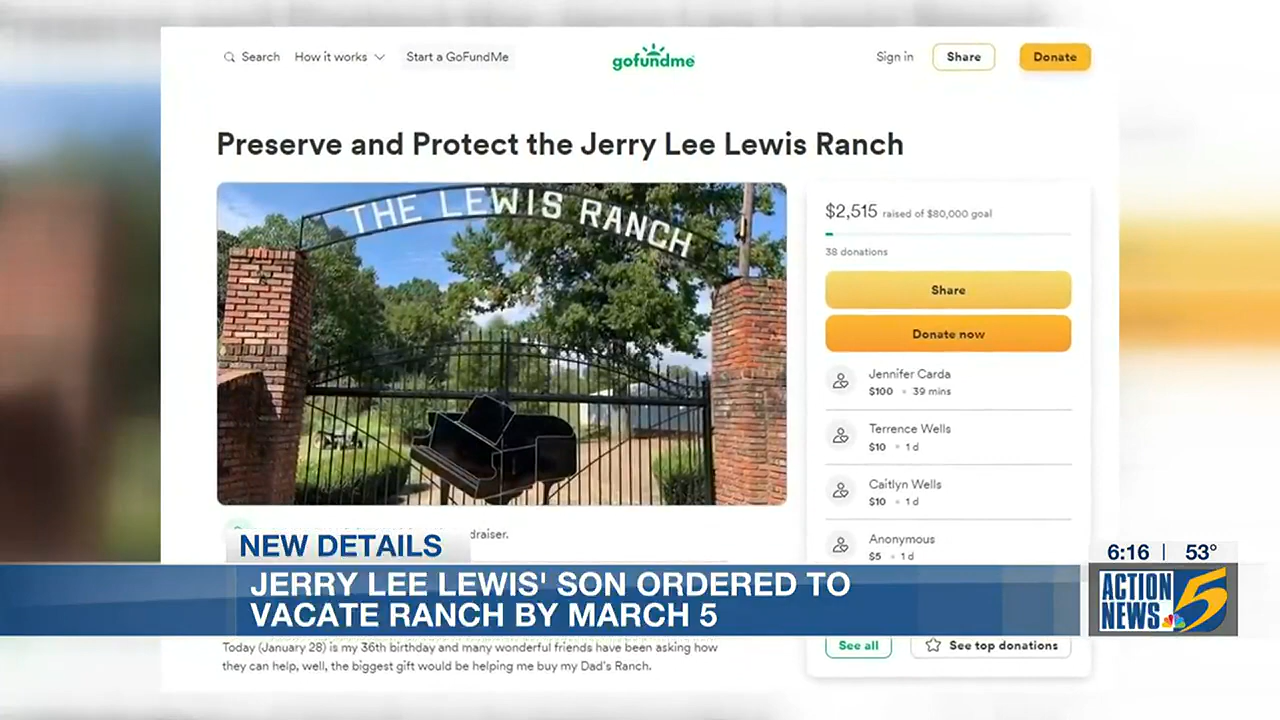 Search How it works Start a GoFundMe gofundme Sign in Share Donate
Preserve and Protect the Jerry Lee Lewis Ranch
THE LEWIS RANCH
$2,515 raised of $80,000 goal
38 donations
Share
Donate now
Jennifer Carda
$100 • 39 mins
Terrence Wells
$10 • 1 d
Caitlyn Wells
$10 • 1 d
Anonymous
$5 • 1 d
draiser.
NEW DETAILS
JERRY LEE LEWIS' SON ORDERED TO
VACATE RANCH BY MARCH 5
6:16 | 53°
ACTION
NEWS 5
Today (January 28) is my 36th birthday and many wonderful friends have been asking how
they can help, well, the biggest gift would be helping me buy my Dad's Ranch.
See all
See top donations